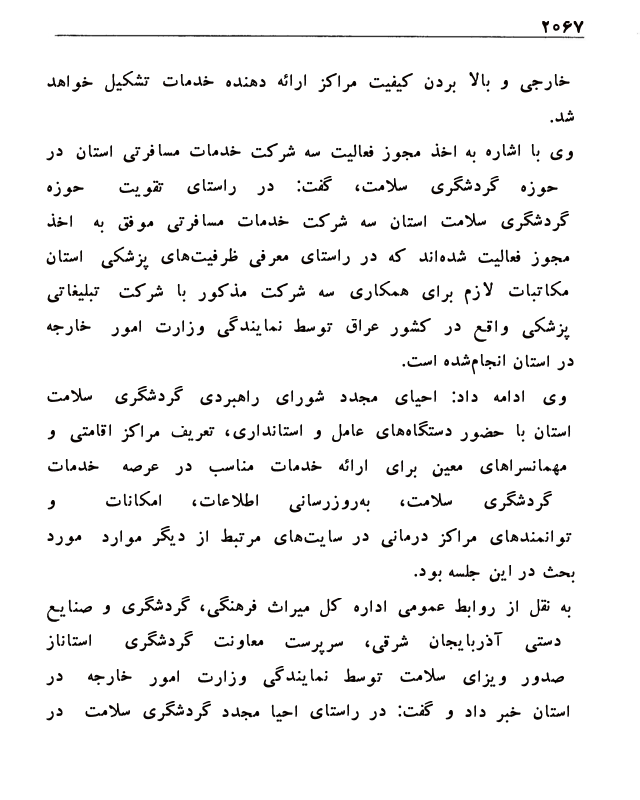 ۲۰۶۷
خارجی و بالا بردن کیفیت مراکز ارائه دهنده خدمات تشکیل خواهد
شد.
وی با اشاره به اخذ مجوز فعالیت سه شرکت خدمات مسافرتی استان در
حوزه گردشگری سلامت، گفت: در راستای تقویت حوزه
گردشگری سلامت استان سه شرکت خدمات مسافرتی موفق به اخذ
مجوز فعالیت شده‌اند که در راستای معرفی ظرفیت‌های پزشکی استان
مکاتبات لازم برای همکاری سه شرکت مذکور با شرکت تبلیغاتی
پزشکی واقع در کشور عراق توسط نمایندگی وزارت امور خارجه
در استان انجام‌شده است.
وی ادامه داد: احیای مجدد شورای راهبردی گردشگری سلامت
استان با حضور دستگاه‌های عامل و استانداری، تعریف مراکز اقامتی و
مهمانسراهای معین برای ارائه خدمات مناسب در عرصه خدمات
گردشگری سلامت، به‌روزرسانی اطلاعات، امکانات و
توانمندهای مراکز درمانی در سایت‌های مرتبط از دیگر موارد مورد
بحث در این جلسه بود.
به نقل از روابط عمومی اداره کل میراث فرهنگی، گردشگری و صنایع
دستی آذربایجان شرقی، سرپرست معاونت گردشگری استاناز
صدور ویزای سلامت توسط نمایندگی وزارت امور خارجه در
استان خبر داد و گفت: در راستای احیا مجدد گردشگری سلامت در